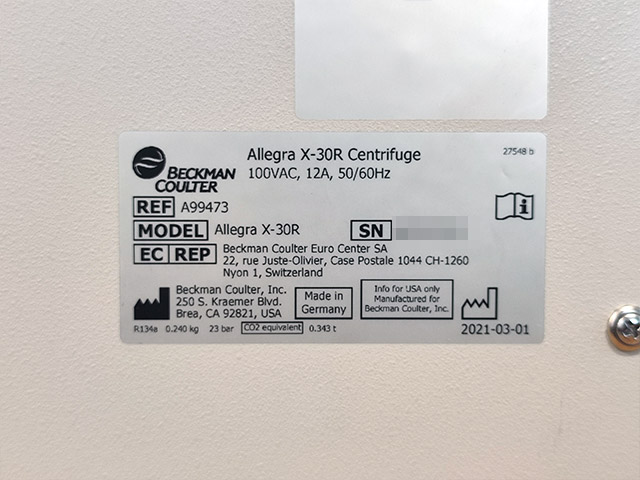 Allegra X-30R Centrifuge
27548 b
BECKMAN
COULTER
100VAC, 12A, 50/60Hz
REF A99473
MODEL Allegra X-30R SN
EC REP Beckman Coulter Euro Center SA
22, rue Juste-Olivier, Case Postale 1044 CH-1260
Nyon 1, Switzerland
Beckman Coulter, Inc.
250 S. Kraemer Blvd.
Brea, CA 92821, USA
Made in
Germany
Info for USA only
Manufactured for
Beckman Coulter, Inc.
R134a 0.240 kg 23 bar CO2 equivalent 0.343 t
2021-03-01